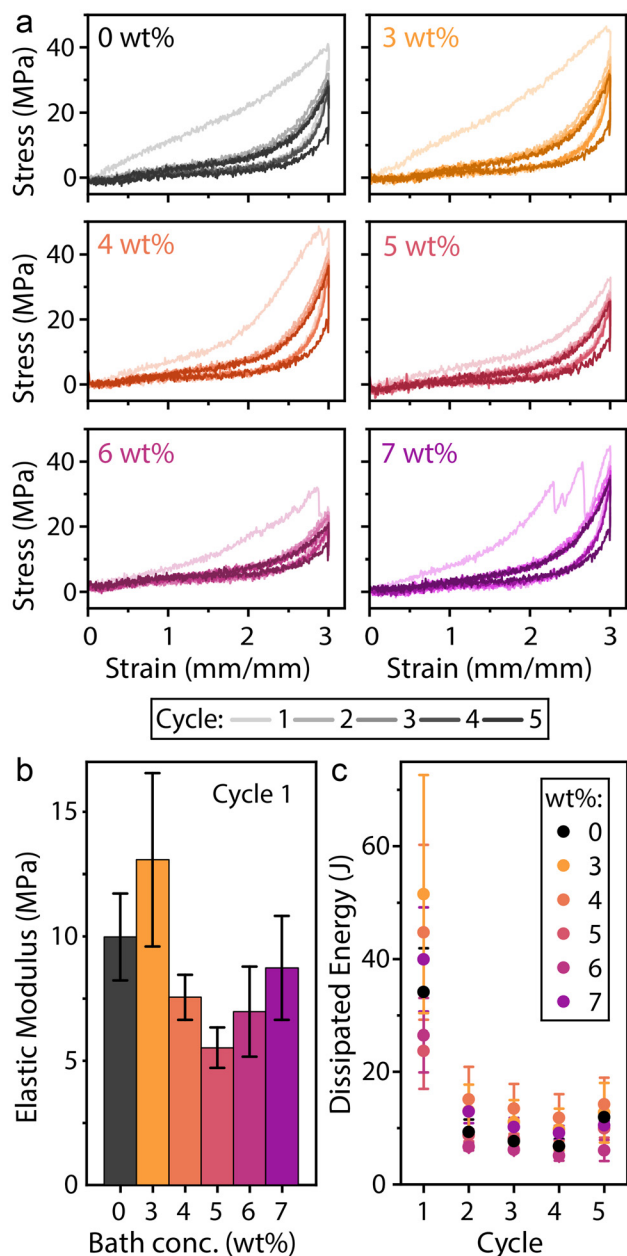 a
0 wt%
3 wt%
Stress (MPa)
40
20
0
4 wt%
5 wt%
Stress (MPa)
40
20
0
6 wt%
7 wt%
Stress (MPa)
40
20
0
0 1 2 3
0 1 2 3
Strain (mm/mm)
Strain (mm/mm)
Cycle: 1 2 3 4 5
b
Cycle 1
Elastic Modulus (MPa)
15
10
5
0
0 3 4 5 6 7
Bath conc. (wt%)
c
wt%:
0
3
4
5
6
7
Dissipated Energy (J)
60
40
20
0
1 2 3 4 5
Cycle